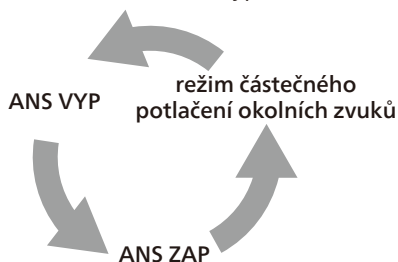 režim částečného
potlačení okolních zvuků
ANS VYP
ANS ZAP